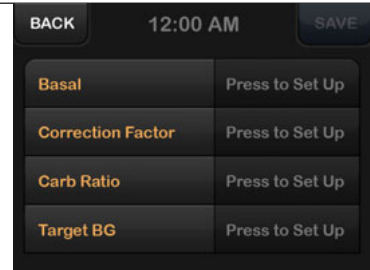 BACK 12:00 AM SAVE
Basal Press to Set Up
Correction Factor Press to Set Up
Carb Ratio Press to Set Up
Target BG Press to Set Up